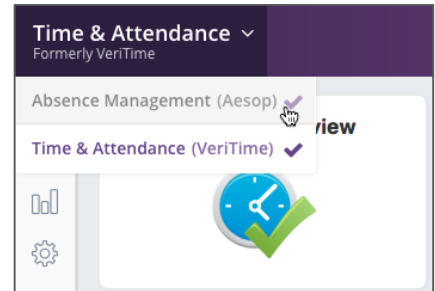 Time & Attendance
Formerly VeriTime
Absence Management (Aesop)
view
Time & Attendance (VeriTime)